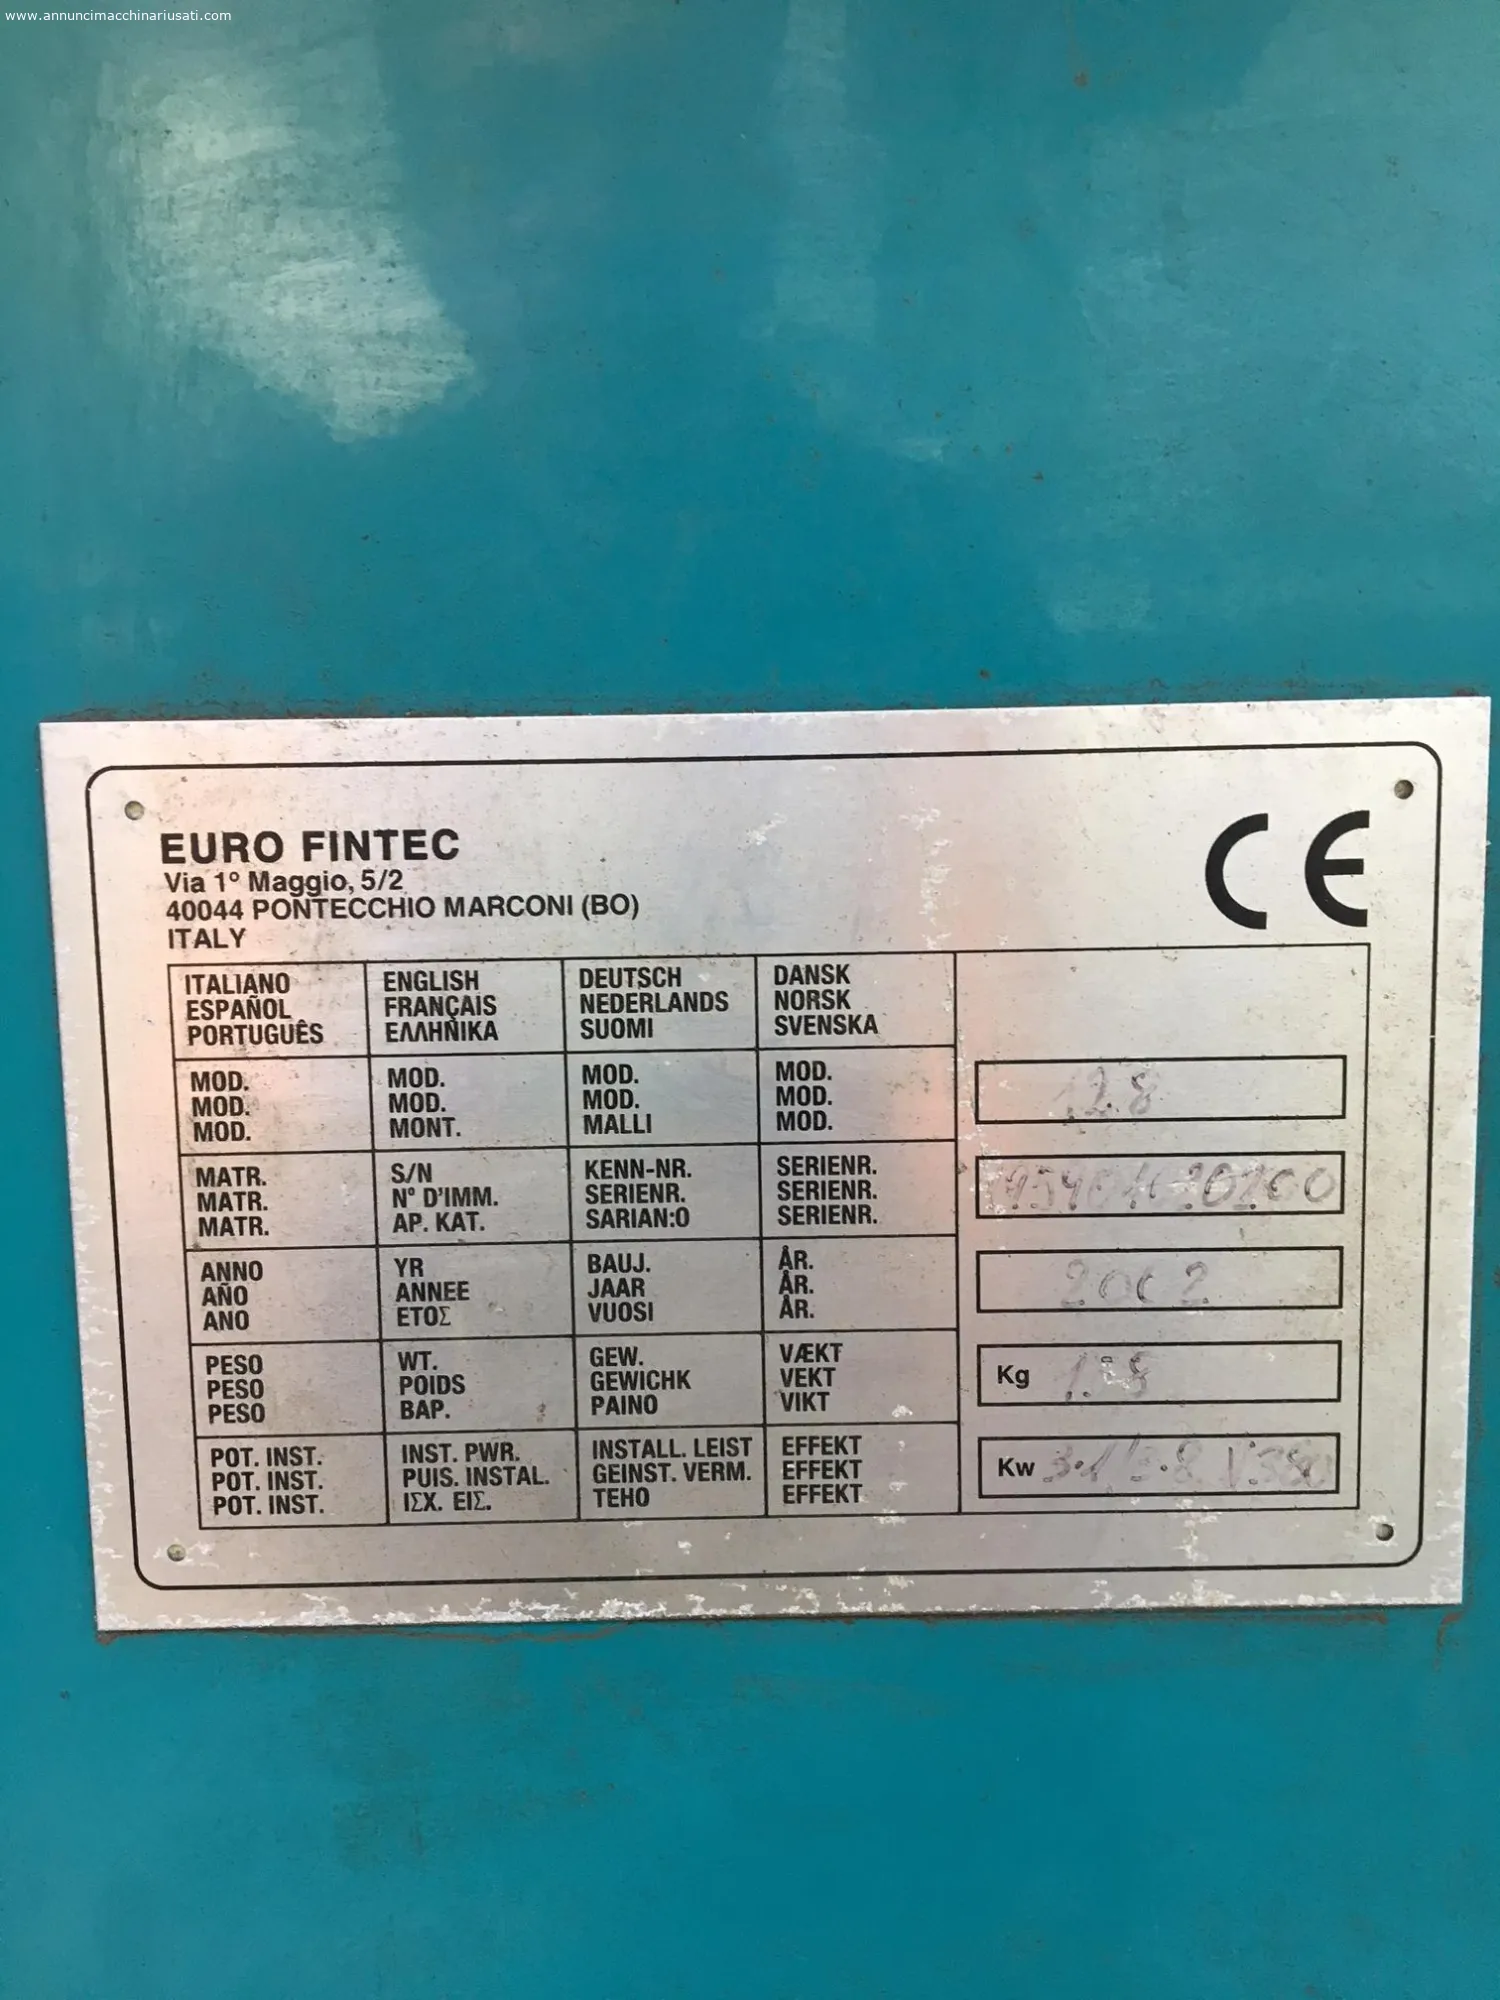 www.annuncimacchinariusati.com
EURO FINTEC
Via 1° Maggio, 5/2
40044 PONTECCHIO MARCONI (BO)
ITALY
CE
ITALIANO ENGLISH DEUTSCH DANSK
ESPAÑOL FRANÇAIS NEDERLANDS NORSK
PORTUGUÊS ΕΛΛΗΝΙΚΑ SUOMI SVENSKA
MOD. MOD. MOD. MOD.
MOD. MOD. MOD. MOD.
MOD. MONT. MALLI MOD.
128
MATR. S/N KENN-NR. SERIENR.
MATR. N° D'IMM. SERIENR. SERIENR.
MATR. AP. KAT. SARIAN:O SERIENR.
ANNO YR BAUJ. ÅR.
AÑO ANNEE JAAR ÅR.
ANO ΕΤΟΣ VUOSI ÅR.
2002
PESO WT. GEW. VÆKT
PESO POIDS GEWICHK VEKT
PESO BAP. PAINO VIKT
Kg
POT. INST. INST. PWR. INSTALL. LEIST EFFEKT
POT. INST. PUIS. INSTAL. GEINST. VERM. EFFEKT
POT. INST. ΙΣΧ. ΕΙΣ. TEHO EFFEKT
Kw V.380